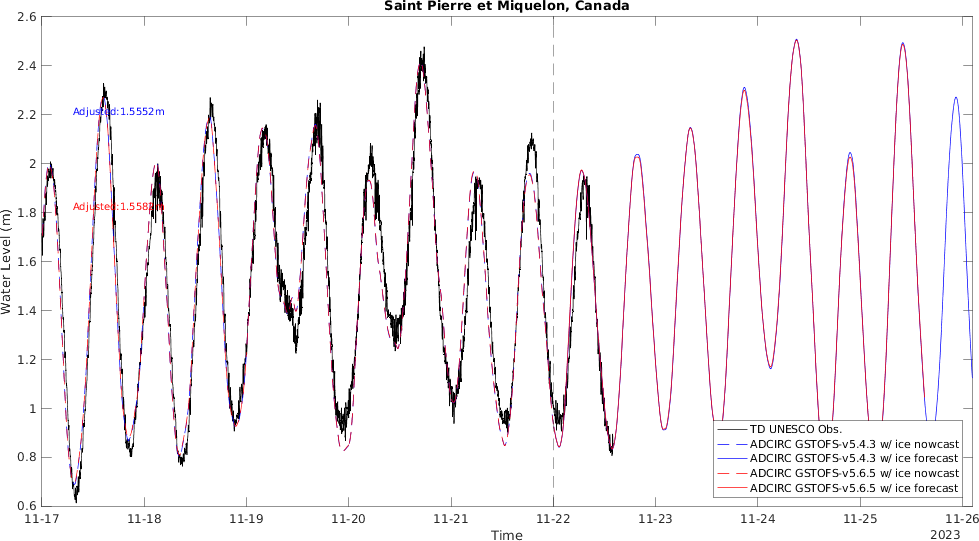 Saint Pierre et Miquelon, Canada
2.6
2.4
2.2
2
1.8
1.6
1.4
1.2
1
0.8
0.6
Water Level (m)
Adjusted:1.5552m
TD UNESCO Obs.
ADCIRC GSTOFS-v5.4.3 w/ ice nowcast
ADCIRC GSTOFS-v5.4.3 w/ ice forecast
ADCIRC GSTOFS-v5.6.5 w/ ice nowcast
ADCIRC GSTOFS-v5.6.5 w/ ice forecast
11-17 11-18 11-19 11-20 11-21 11-22 11-23 11-24 11-25 11-26
Time
2023